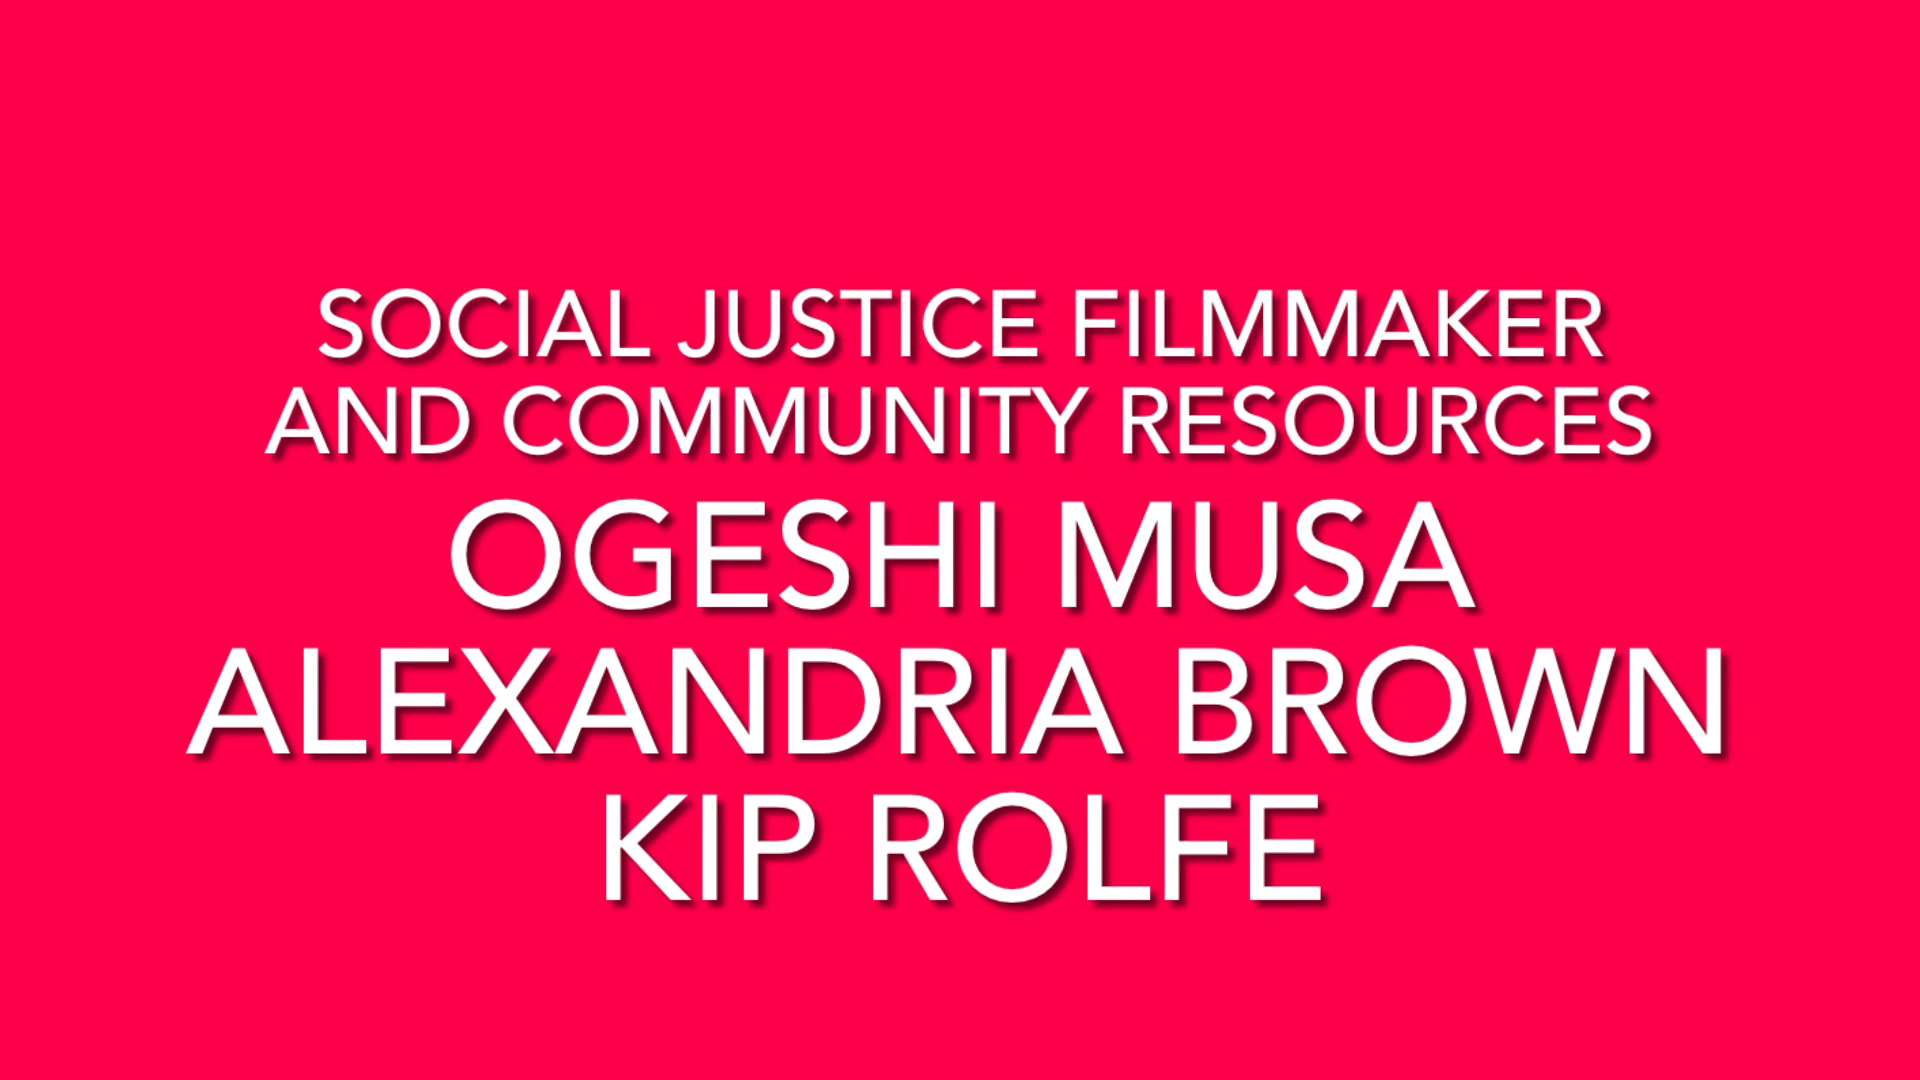 SOCIAL JUSTICE FILMMAKER
AND COMMUNITY RESOURCES
OGESHI MUSA
ALEXANDRIA BROWN
KIP ROLFE